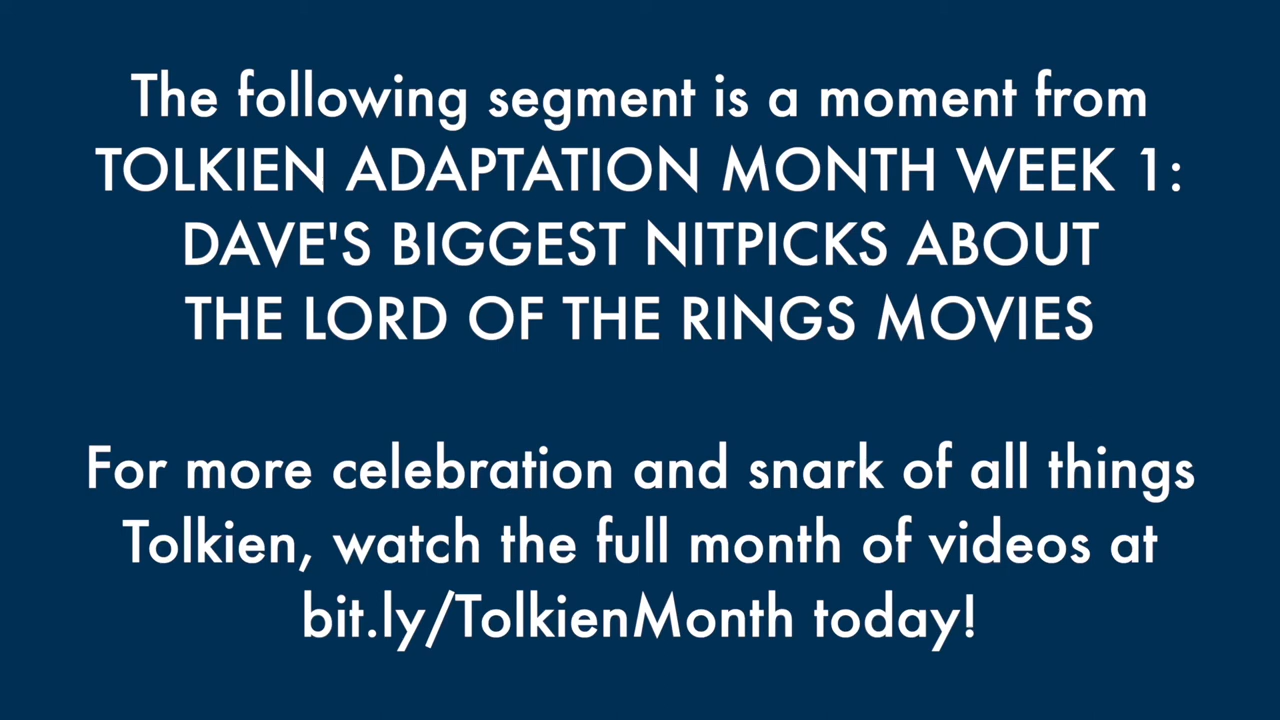 The following segment is a moment from
TOLKIEN ADAPTATION MONTH WEEK 1:
DAVE'S BIGGEST NITPICKS ABOUT
THE LORD OF THE RINGS MOVIES
For more celebration and snark of all things
Tolkien, watch the full month of videos at
bit.ly/TolkienMonth today!